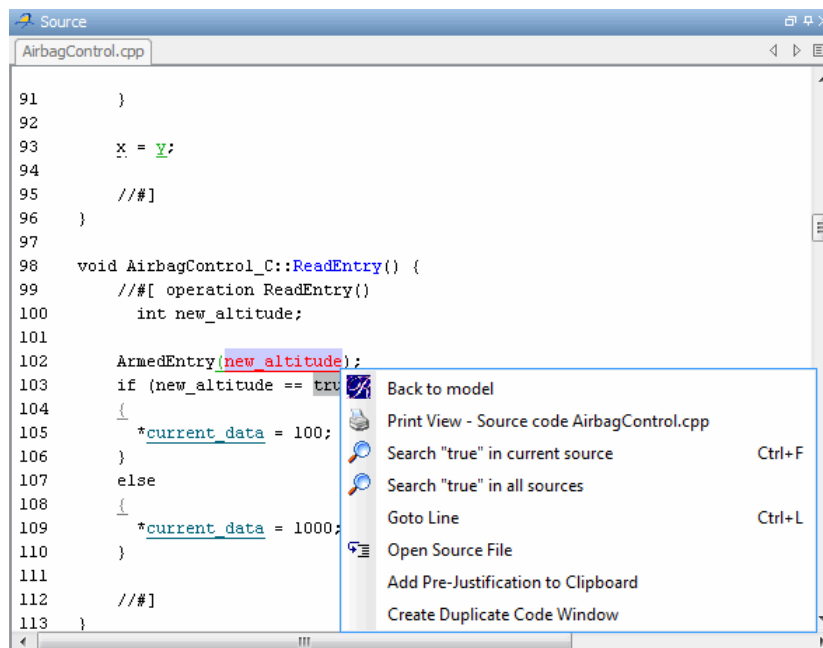 Source
AirbagControl.cpp
91 }
92
93 x = y;
94
95 //#]
96 }
97
98 void AirbagControl_C::ReadEntry() {
99 //#[ operation ReadEntry()
100 int new_altitude;
101
102 ArmedEntry(new_altitude);
103 if (new_altitude == tru
104 {
105 *current_data = 100;
106 }
107 else
108 {
109 *current_data = 1000;
110 }
111
112 //#]
113 }
Back to model
Print View - Source code AirbagControl.cpp
Search "true" in current source Ctrl+F
Search "true" in all sources
Goto Line Ctrl+L
Open Source File
Add Pre-Justification to Clipboard
Create Duplicate Code Window